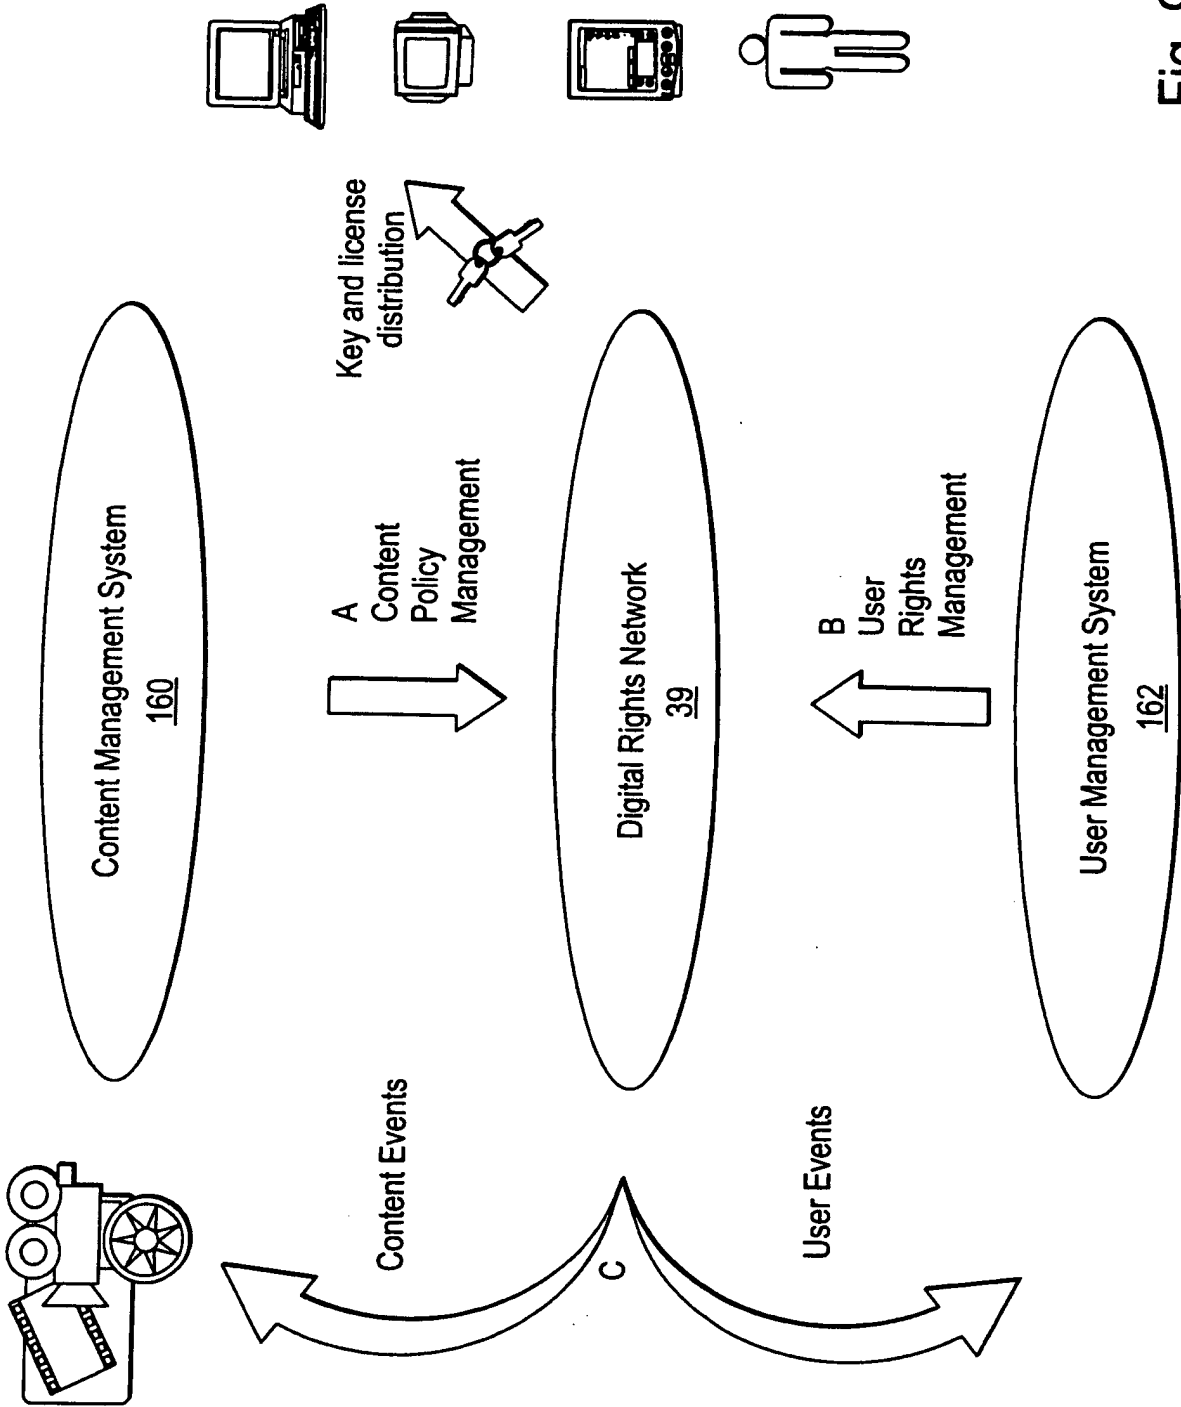 Content Management System
160
Key and license
distribution
A
Content
Policy
Management
Content Events
Digital Rights Network
39
C
B
User
Rights
Management
User Events
User Management System
162
Fig.